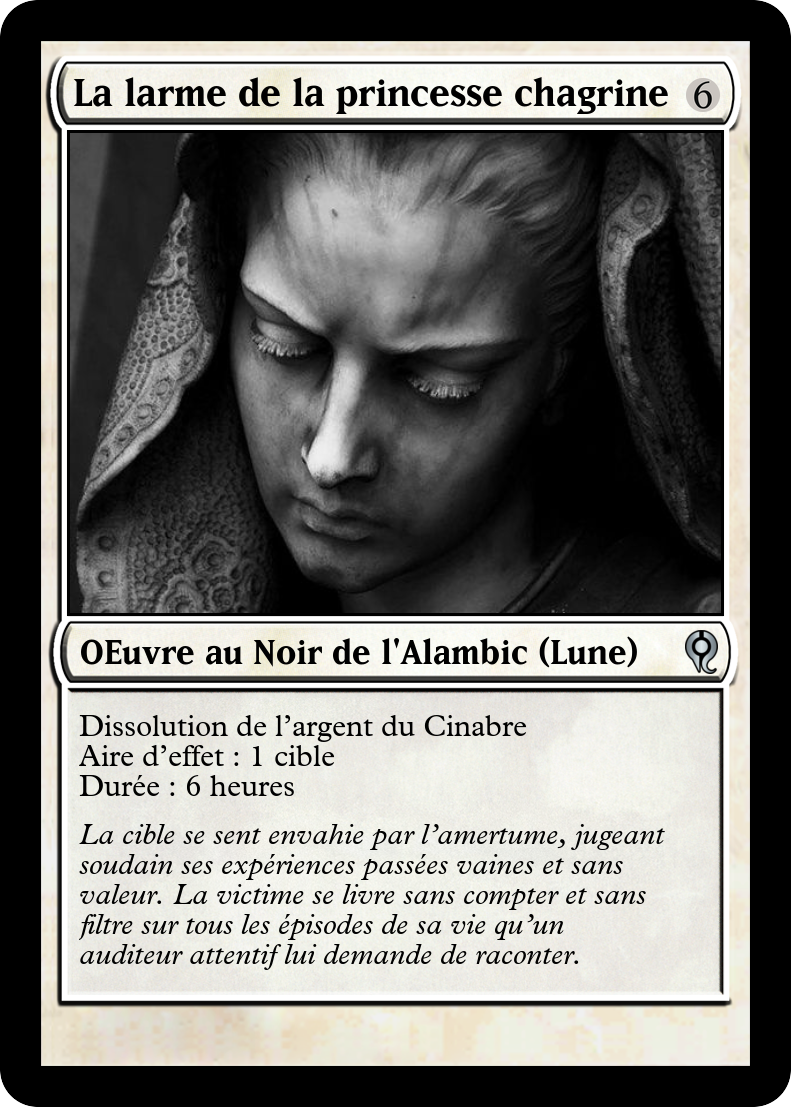 La larme de la princesse chagrine 6
OEuvre au Noir de l'Alambic (Lune)
Dissolution de l’argent du Cinabre
Aire d’effet : 1 cible
Durée : 6 heures
La cible se sent envahie par l’amertume, jugeant
soudain ses expériences passées vaines et sans
valeur. La victime se livre sans compter et sans
filtre sur tous les épisodes de sa vie qu’un
auditeur attentif lui demande de raconter.